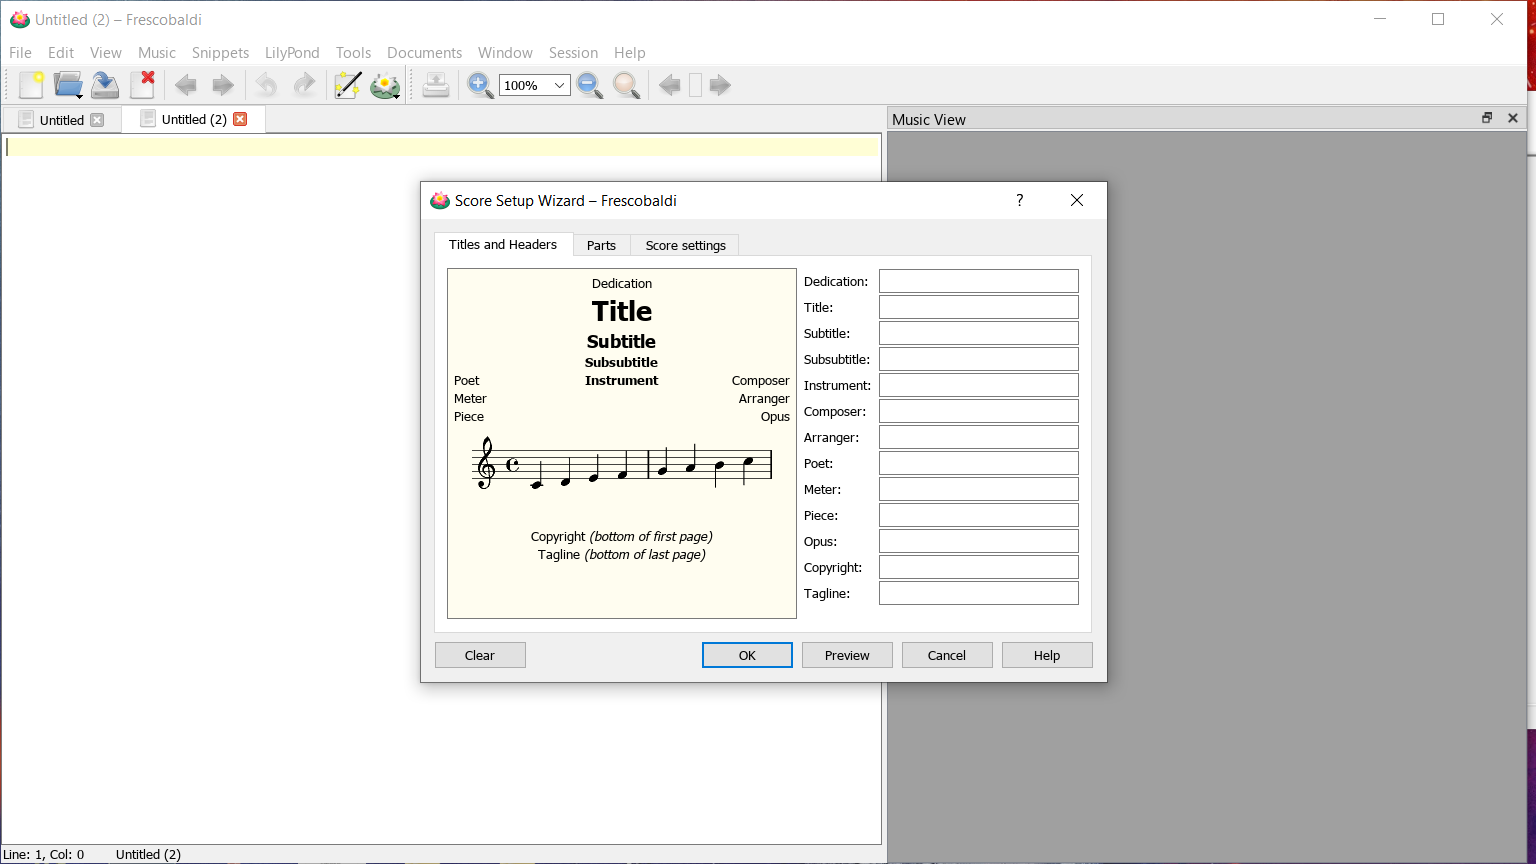 Untitled (2) – Frescobaldi
File Edit View Music Snippets LilyPond Tools Documents Window Session Help
100%
Untitled Untitled (2) Music View
Score Setup Wizard – Frescobaldi ?
Titles and Headers Parts Score settings
Dedication
Title
Subtitle
Subsubtitle
Poet Instrument Composer
Meter Arranger
Piece Opus
Copyright (bottom of first page)
Tagline (bottom of last page)
Dedication:
Title:
Subtitle:
Subsubtitle:
Instrument:
Composer:
Arranger:
Poet:
Meter:
Piece:
Opus:
Copyright:
Tagline:
Clear OK Preview Cancel Help
Line: 1, Col: 0 Untitled (2)